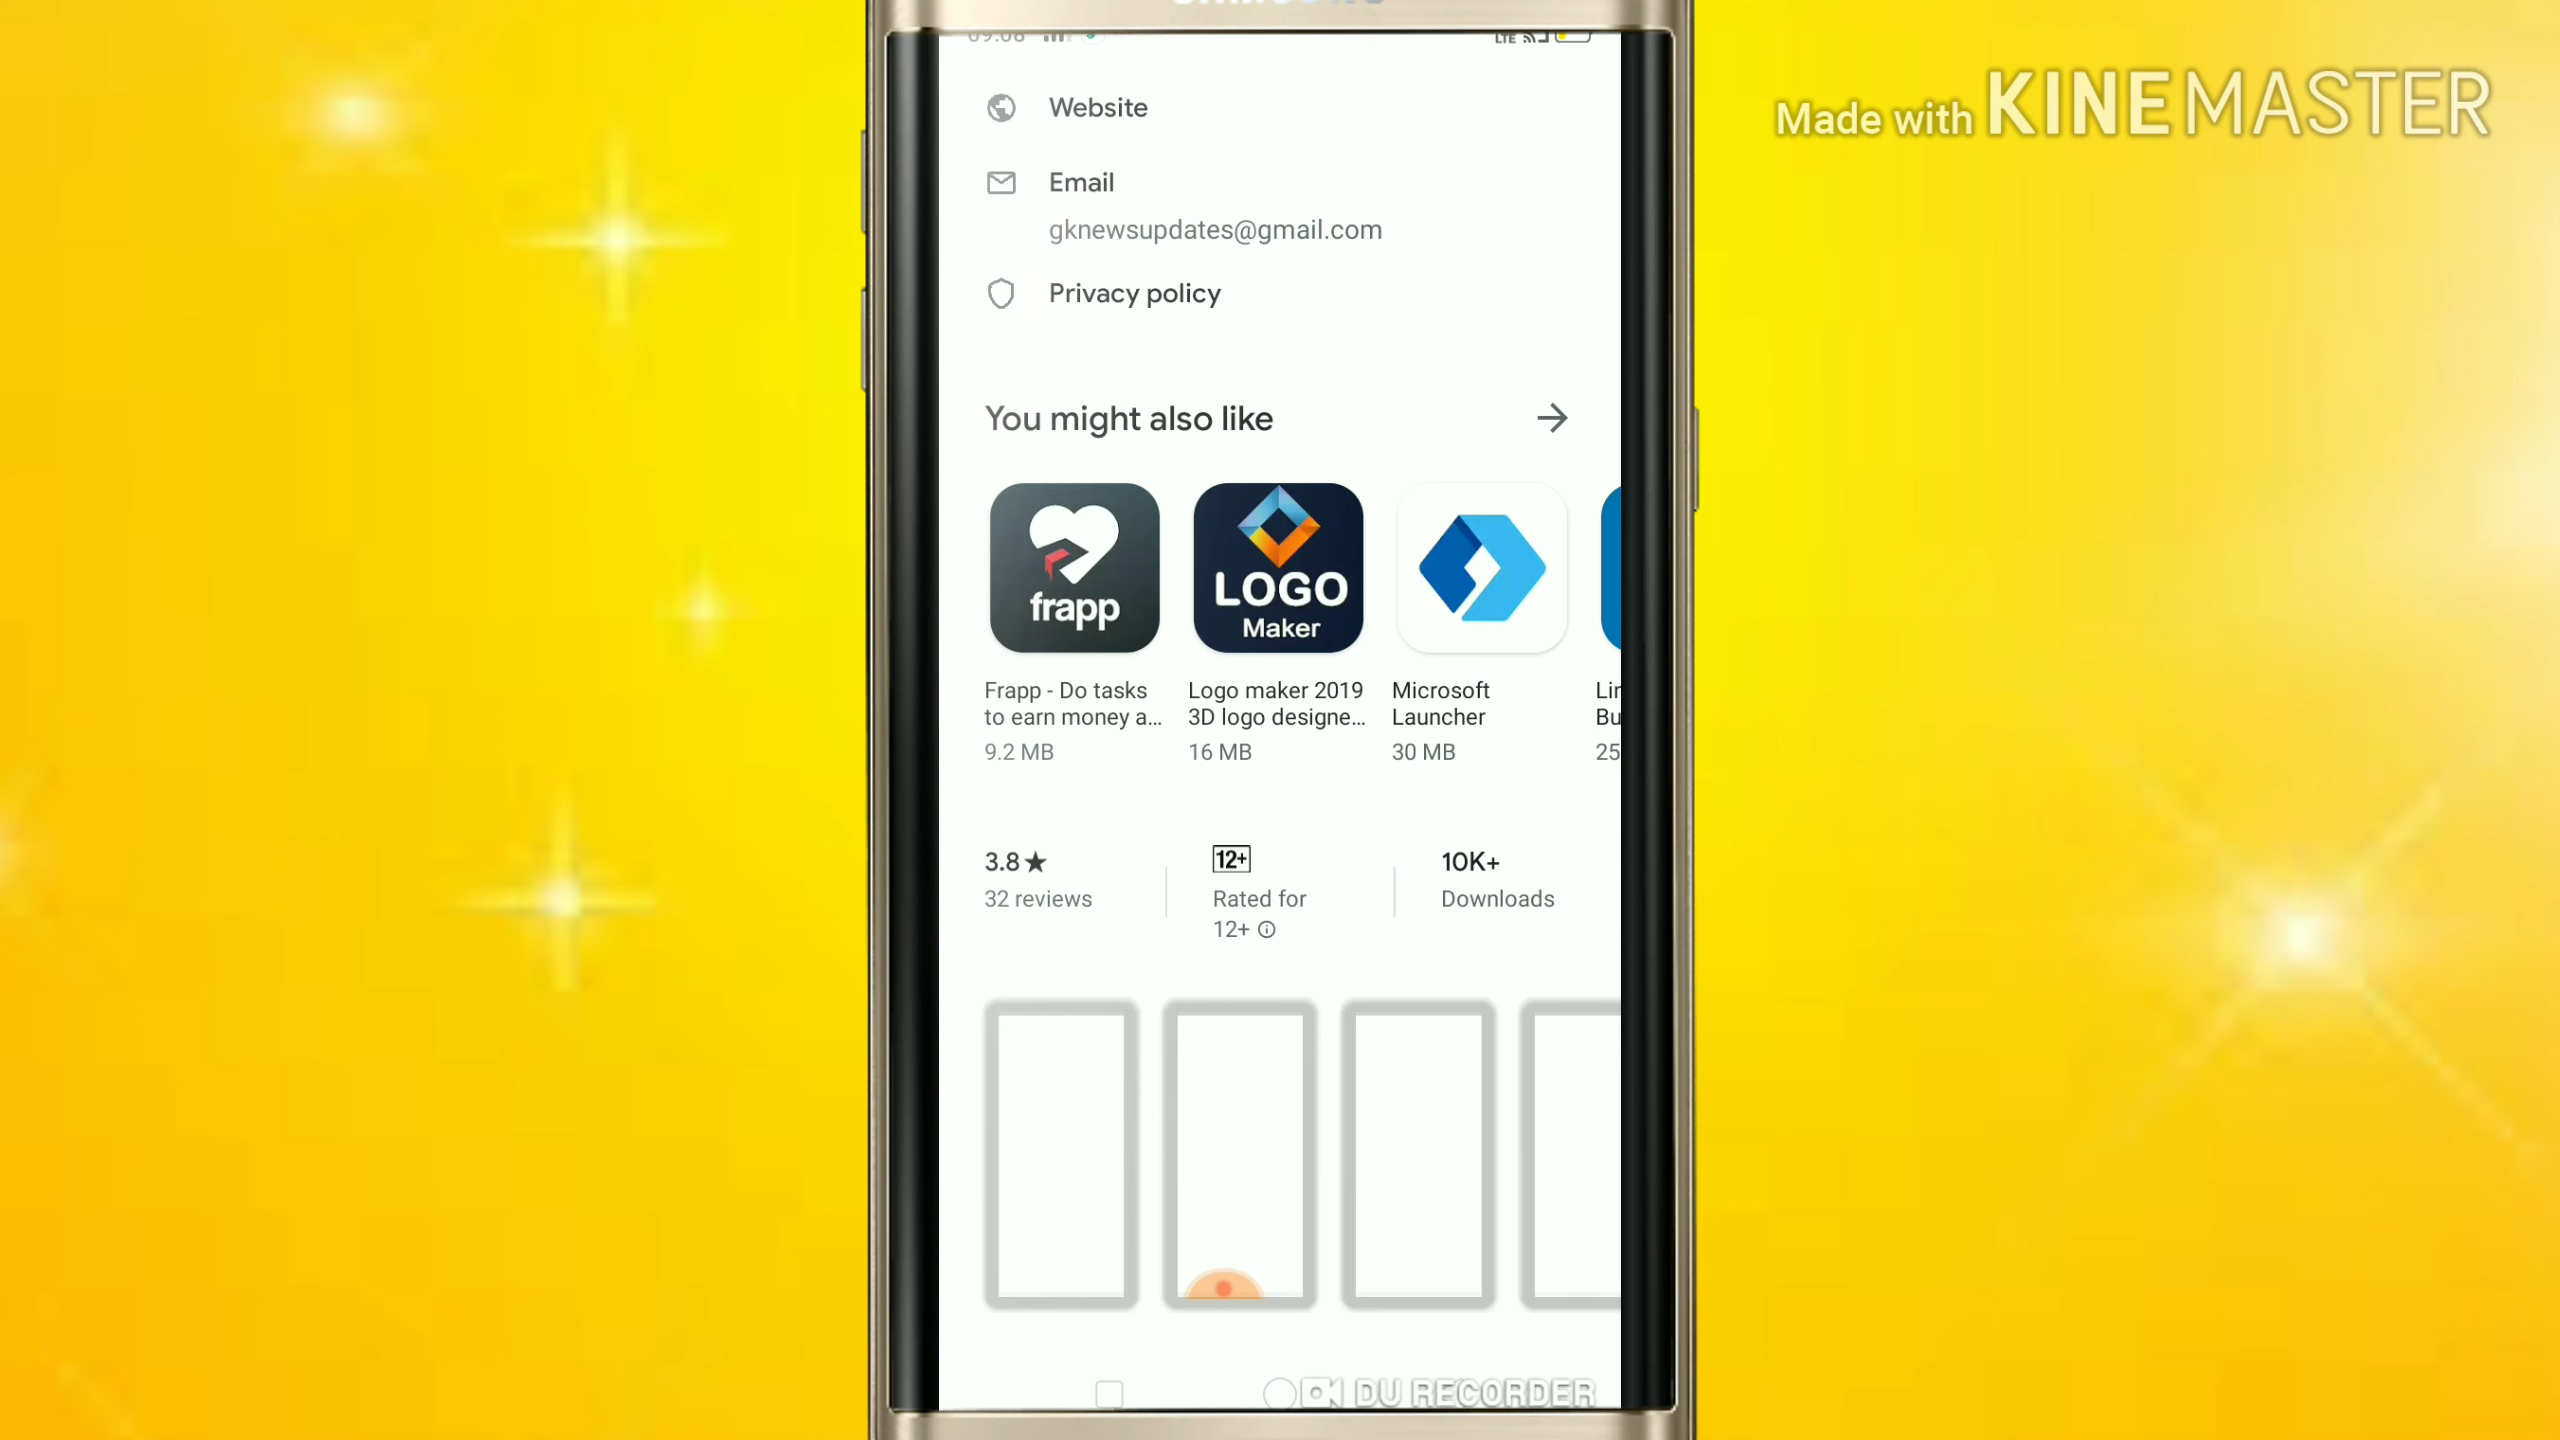 09:08
LTE
Made with KINEMASTER
Website
Email
gknewsupdates@gmail.com
Privacy policy
You might also like
frapp
LOGO
Maker
Frapp - Do tasks
to earn money a...
9.2 MB
Logo maker 2019
3D logo designe...
16 MB
Microsoft
Launcher
30 MB
25
3.8★
32 reviews
12+
Rated for
12+
10K+
Downloads
DU RECORDER